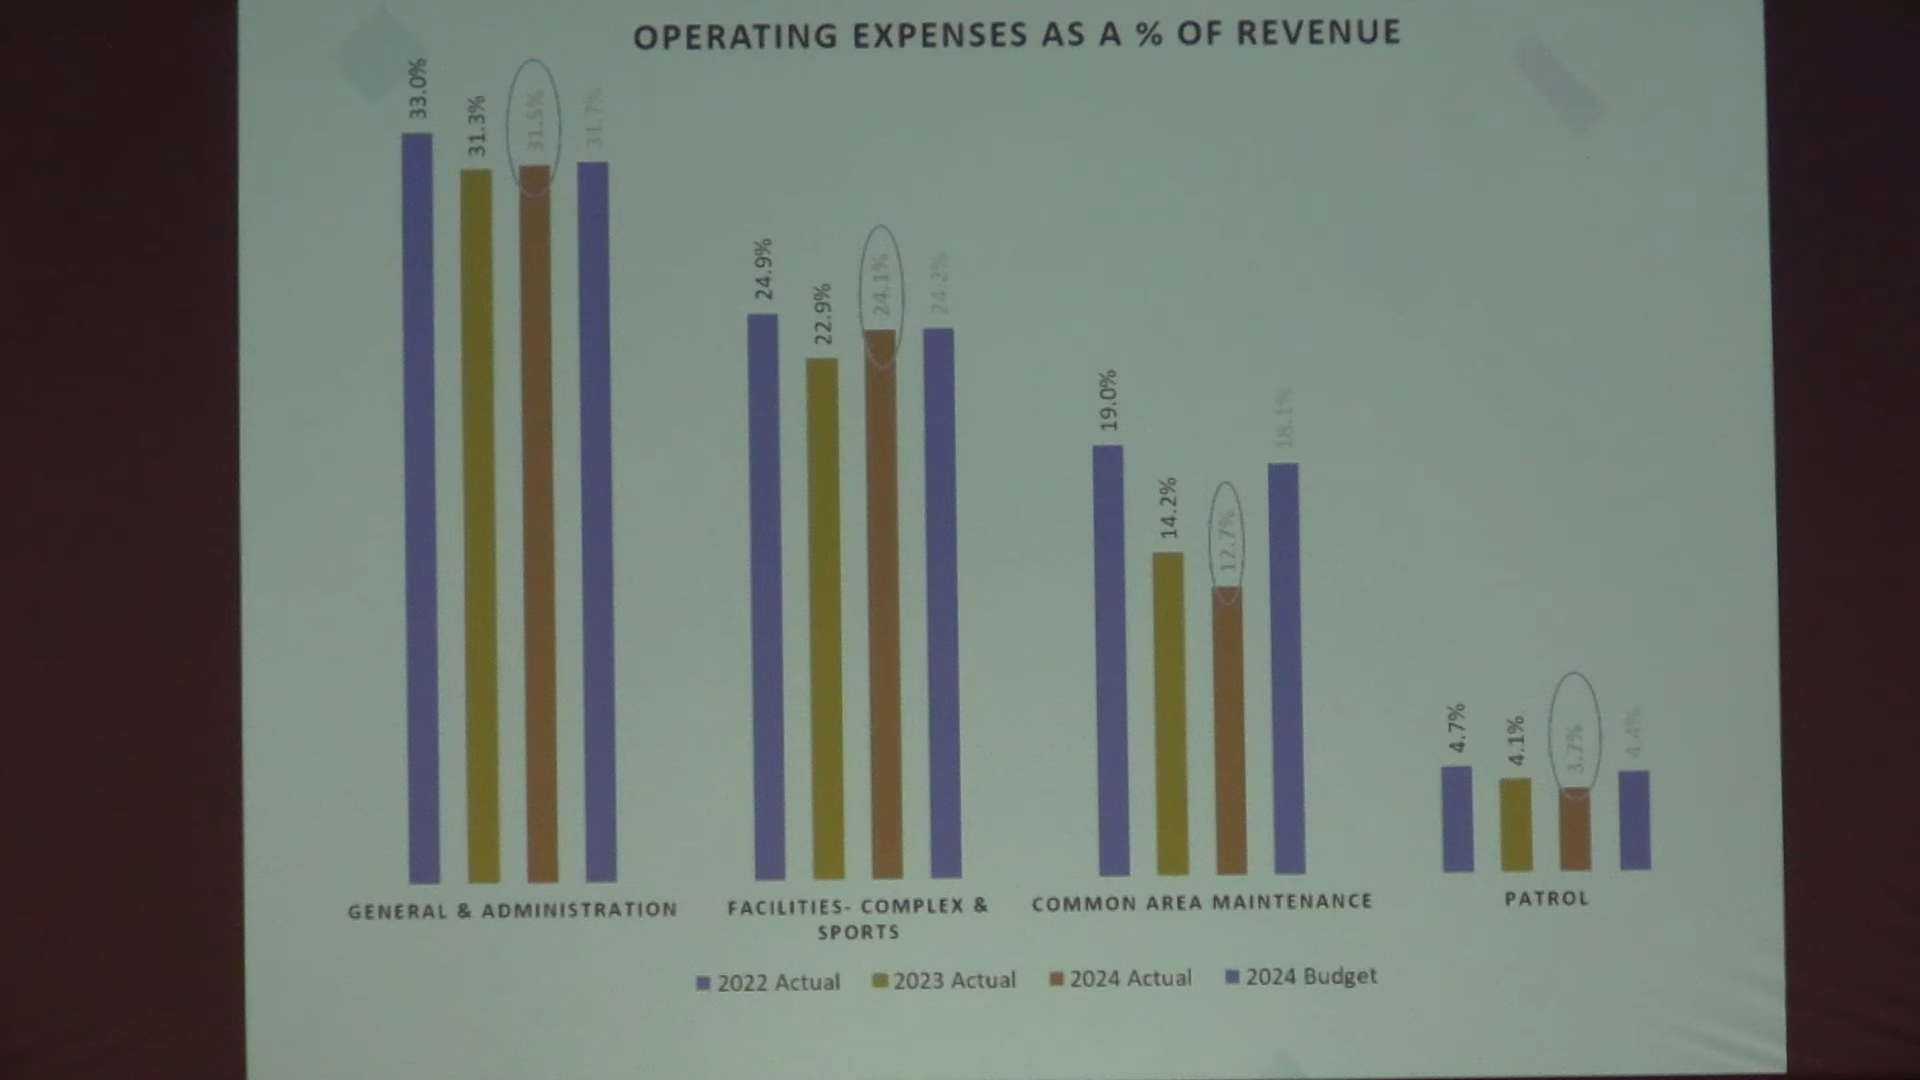 OPERATING EXPENSES AS A % OF REVENUE
33.0%
31.3%
31.5%
31.7%
24.9%
22.9%
24.1%
24.2%
19.0%
14.2%
12.7%
18.1%
4.7%
4.1%
3.7%
4.4%
GENERAL & ADMINISTRATION
FACILITIES- COMPLEX &
SPORTS
COMMON AREA MAINTENANCE
PATROL
2022 Actual
2023 Actual
2024 Actual
2024 Budget